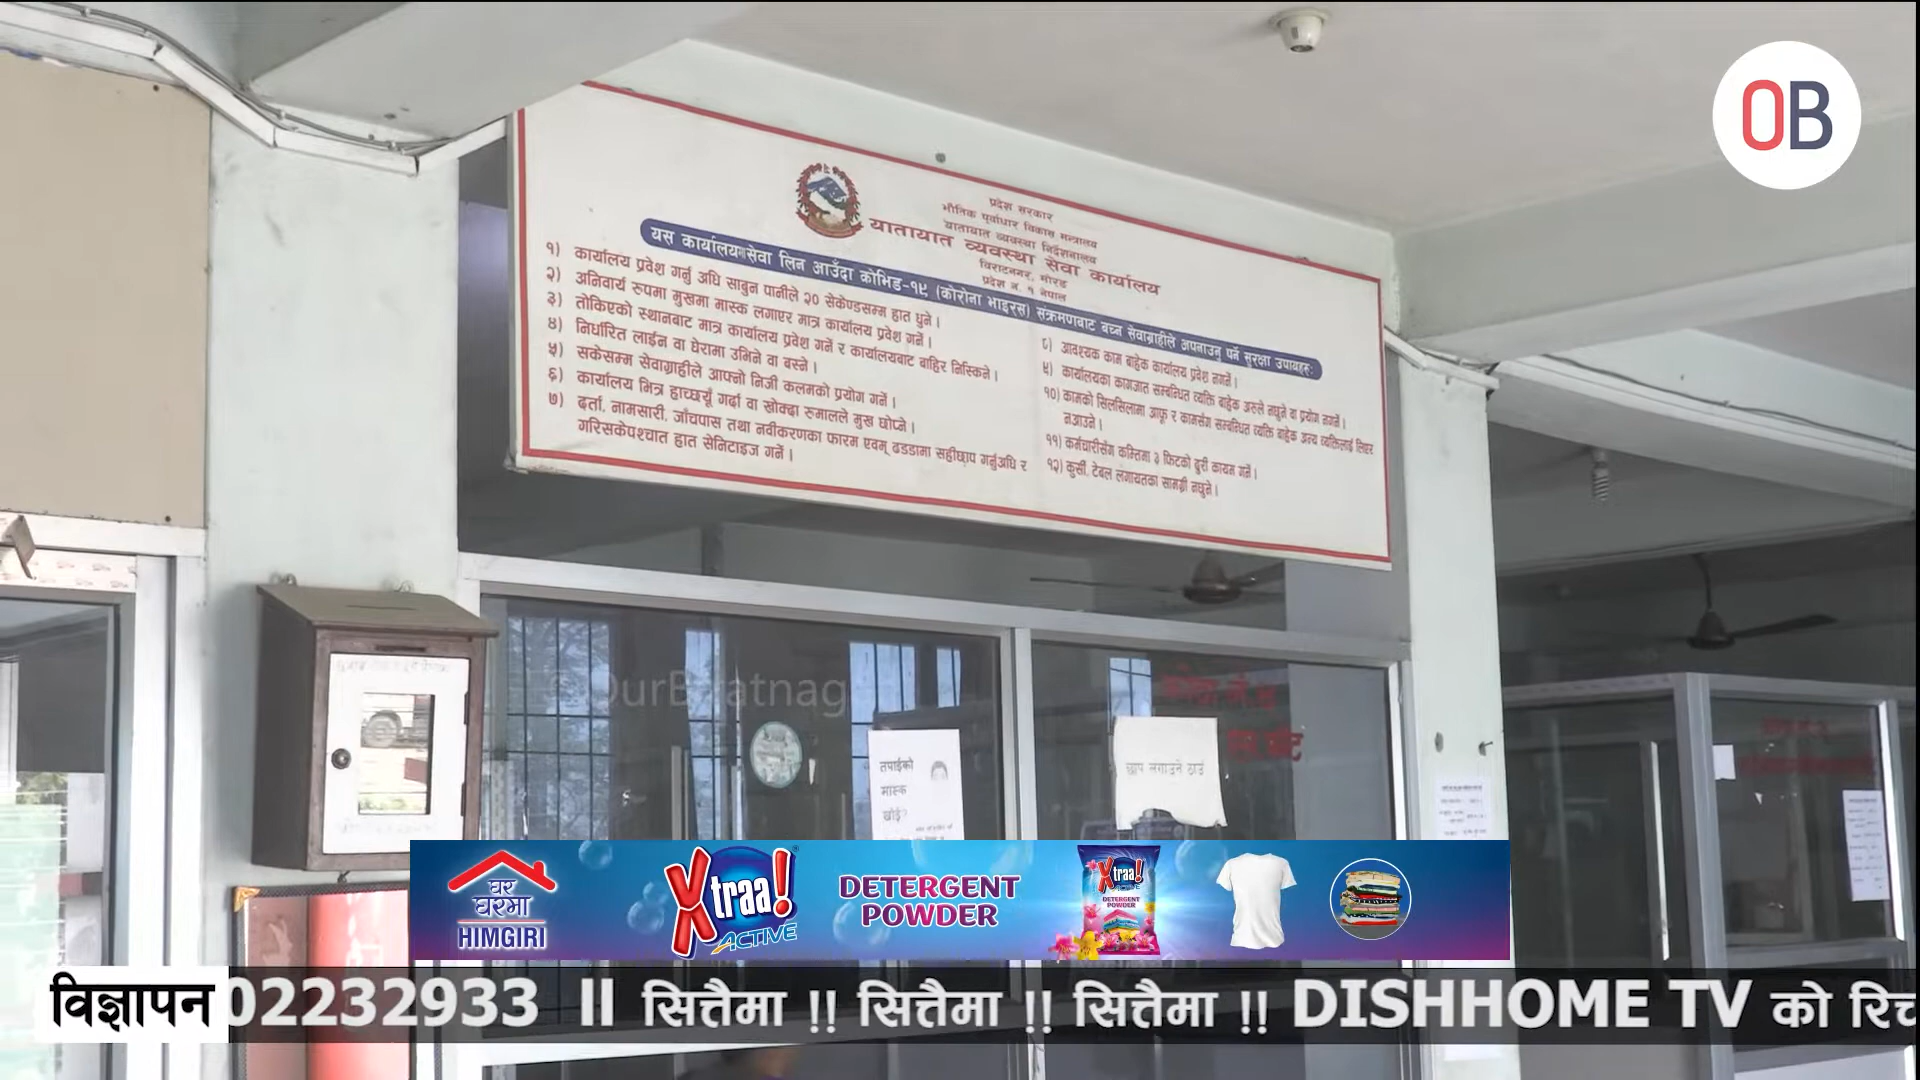 OB
प्रदेश सरकार
भौतिक पूर्वाधार विकास मन्त्रालय
यातायात व्यवस्था निर्देशनालय
यातायात व्यवस्था सेवा कार्यालय
विराटनगर, मोरङ
प्रदेश नं. १ नेपाल
यस कार्यालयमा सेवा लिन आउँदा कोभिड-१९ (कोरोना भाइरस) संक्रमणबाट बच्न सेवाग्राहीले अपनाउनु पर्ने सुरक्षा उपायहरुः
१) कार्यालय प्रवेश गर्नु अघि साबुन पानीले २० सेकेण्डसम्म हात धुने ।
२) अनिवार्य रुपमा मुखमा मास्क लगाएर मात्र कार्यालय प्रवेश गर्ने ।
३) तोकिएको स्थानबाट मात्र कार्यालय प्रवेश गर्ने र कार्यालयबाट बाहिर निस्किने ।
४) निर्धारित लाईन वा घेरामा उभिने वा बस्ने ।
५) सकेसम्म सेवाग्राहीले आफ्नो निजी कलमको प्रयोग गर्ने ।
६) कार्यालय भित्र हाच्छ्यूँ गर्दा वा खोक्दा रुमालले मुख छोप्ने ।
७) दर्ता, नामसारी, जाँचपास तथा नवीकरणका फारम एवम् ढडडामा सहीछाप गर्नुअघि र
गरिसकेपश्चात हात सेनिटाइज गर्ने ।
८) आवश्यक काम बाहेक कार्यालय प्रवेश नगर्ने ।
९) कार्यालयका कागजात सम्बन्धित व्यक्ति बाहेक अरुले नछुने वा प्रयोग नगर्ने ।
१०) कामको सिलसिलामा आफू र कामसँग सम्बन्धित व्यक्ति बाहेक अन्य व्यक्तिलाई लिएर
नआउने ।
११) कर्मचारीसँग कम्तिमा ३ फिटको दुरी कायम गर्ने ।
१२) कुर्सी, टेबल लगायतका सामग्री नछुने ।
©OurBiratnagar
तपाईको
मास्क
खोई?
छाप लगाउने ठाउँ
घर
घरमा
HIMGIRI
Xtraa!
ACTIVE
DETERGENT
POWDER
Xtraa!
ACTIVE
DETERGENT
POWDER
विज्ञापन 02232933 ॥ सित्तैमा !! सित्तैमा !! सित्तैमा !! DISHHOME TV को रिच